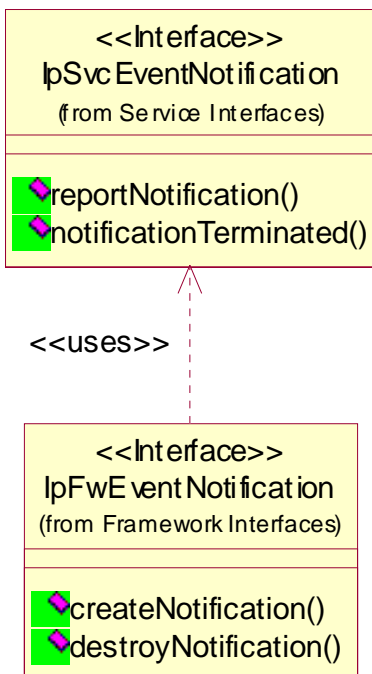 <<Interface>>
IpSvcEventNotification
(from Service Interfaces)
reportNotification()
notificationTerminated()
<<uses>>
<<Interface>>
IpFwEventNotification
(from Framework Interfaces)
createNotification()
destroyNotification()